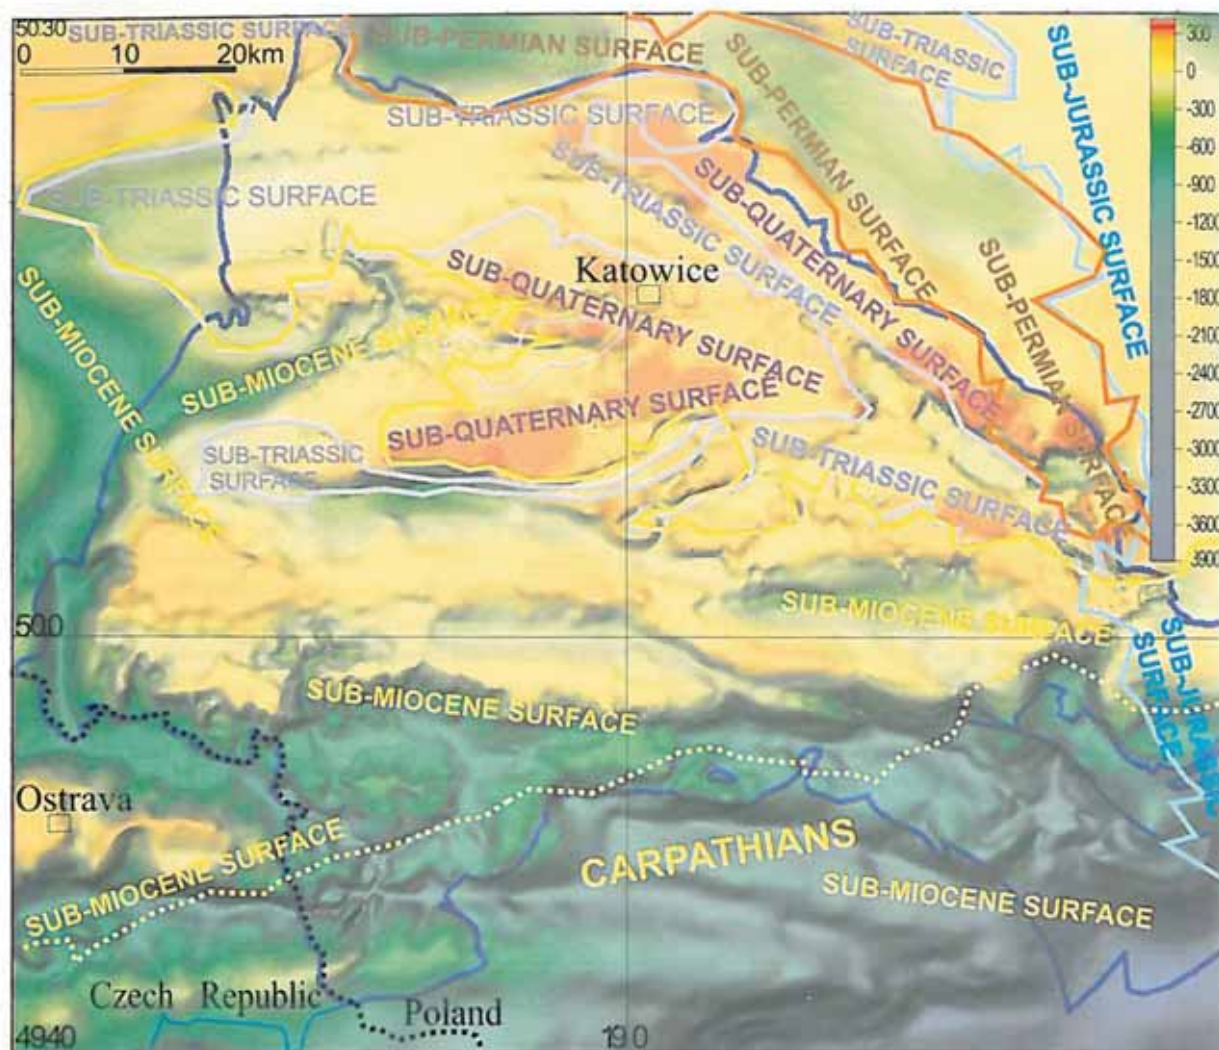 50.30
SUB-TRIASSIC SURFACE
0 10 20km
SUB-PERMIAN SURFACE
SUB-TRIASSIC
SURFACE
SUB-JURASSIC SURFACE
300
0
-300
-600
-900
-1200
-1500
-1800
-2100
-2400
-2700
-3000
-3300
-3600
-3900
SUB-PERMIAN SURFACE
SUB-TRIASSIC SURFACE
SUB-TRIASSIC SURFACE
SUB-QUATERNARY SURFACE
SUB-TRIASSIC SURFACE
SUB-PERMIAN
SURFACE
SUB-QUATERNARY SURFACE
Katowice
SUB-MIOCENE SURFACE
SUB-MIOCENE
SUB-QUATERNARY SURFACE
SUB-TRIASSIC
SURFACE
SUB-TRIASSIC SURFACE
50.0
SUB-MIOCENE SURFACE
SUB-JURASSIC
SURFACE
SUB-MIOCENE SURFACE
Ostrava
SUB-MIOCENE SURFACE
CARPATHIANS
SUB-MIOCENE SURFACE
Czech Republic
Poland
49.40
19.0